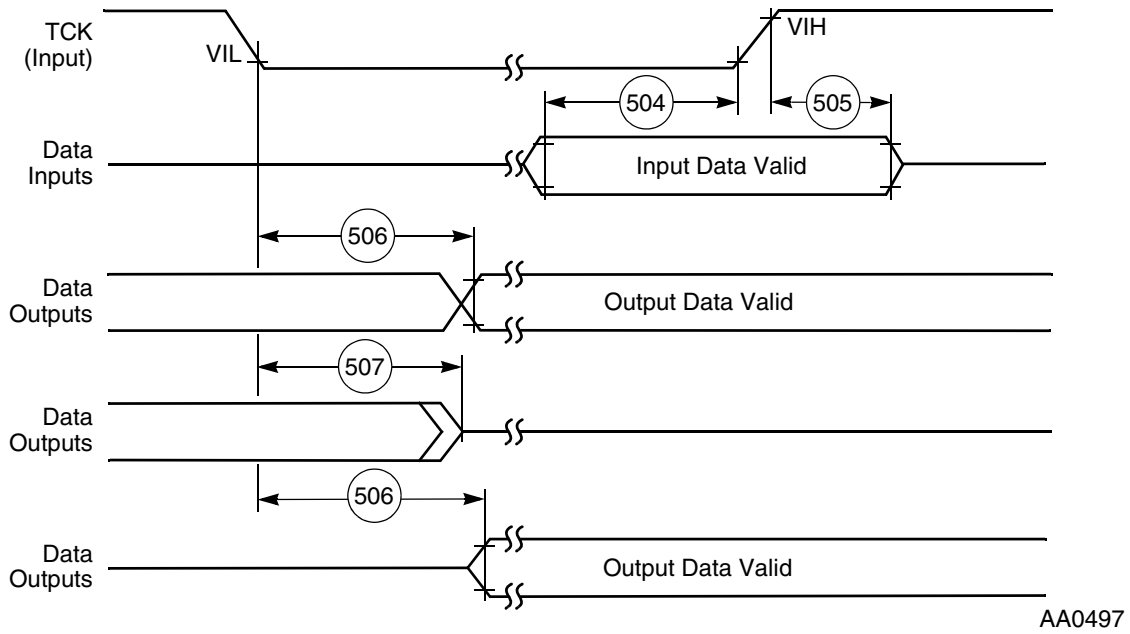 TCK
(Input)
VIL
VIH
504
505
Data
Inputs
Input Data Valid
506
Data
Outputs
Output Data Valid
507
Data
Outputs
506
Data
Outputs
Output Data Valid
AA0497